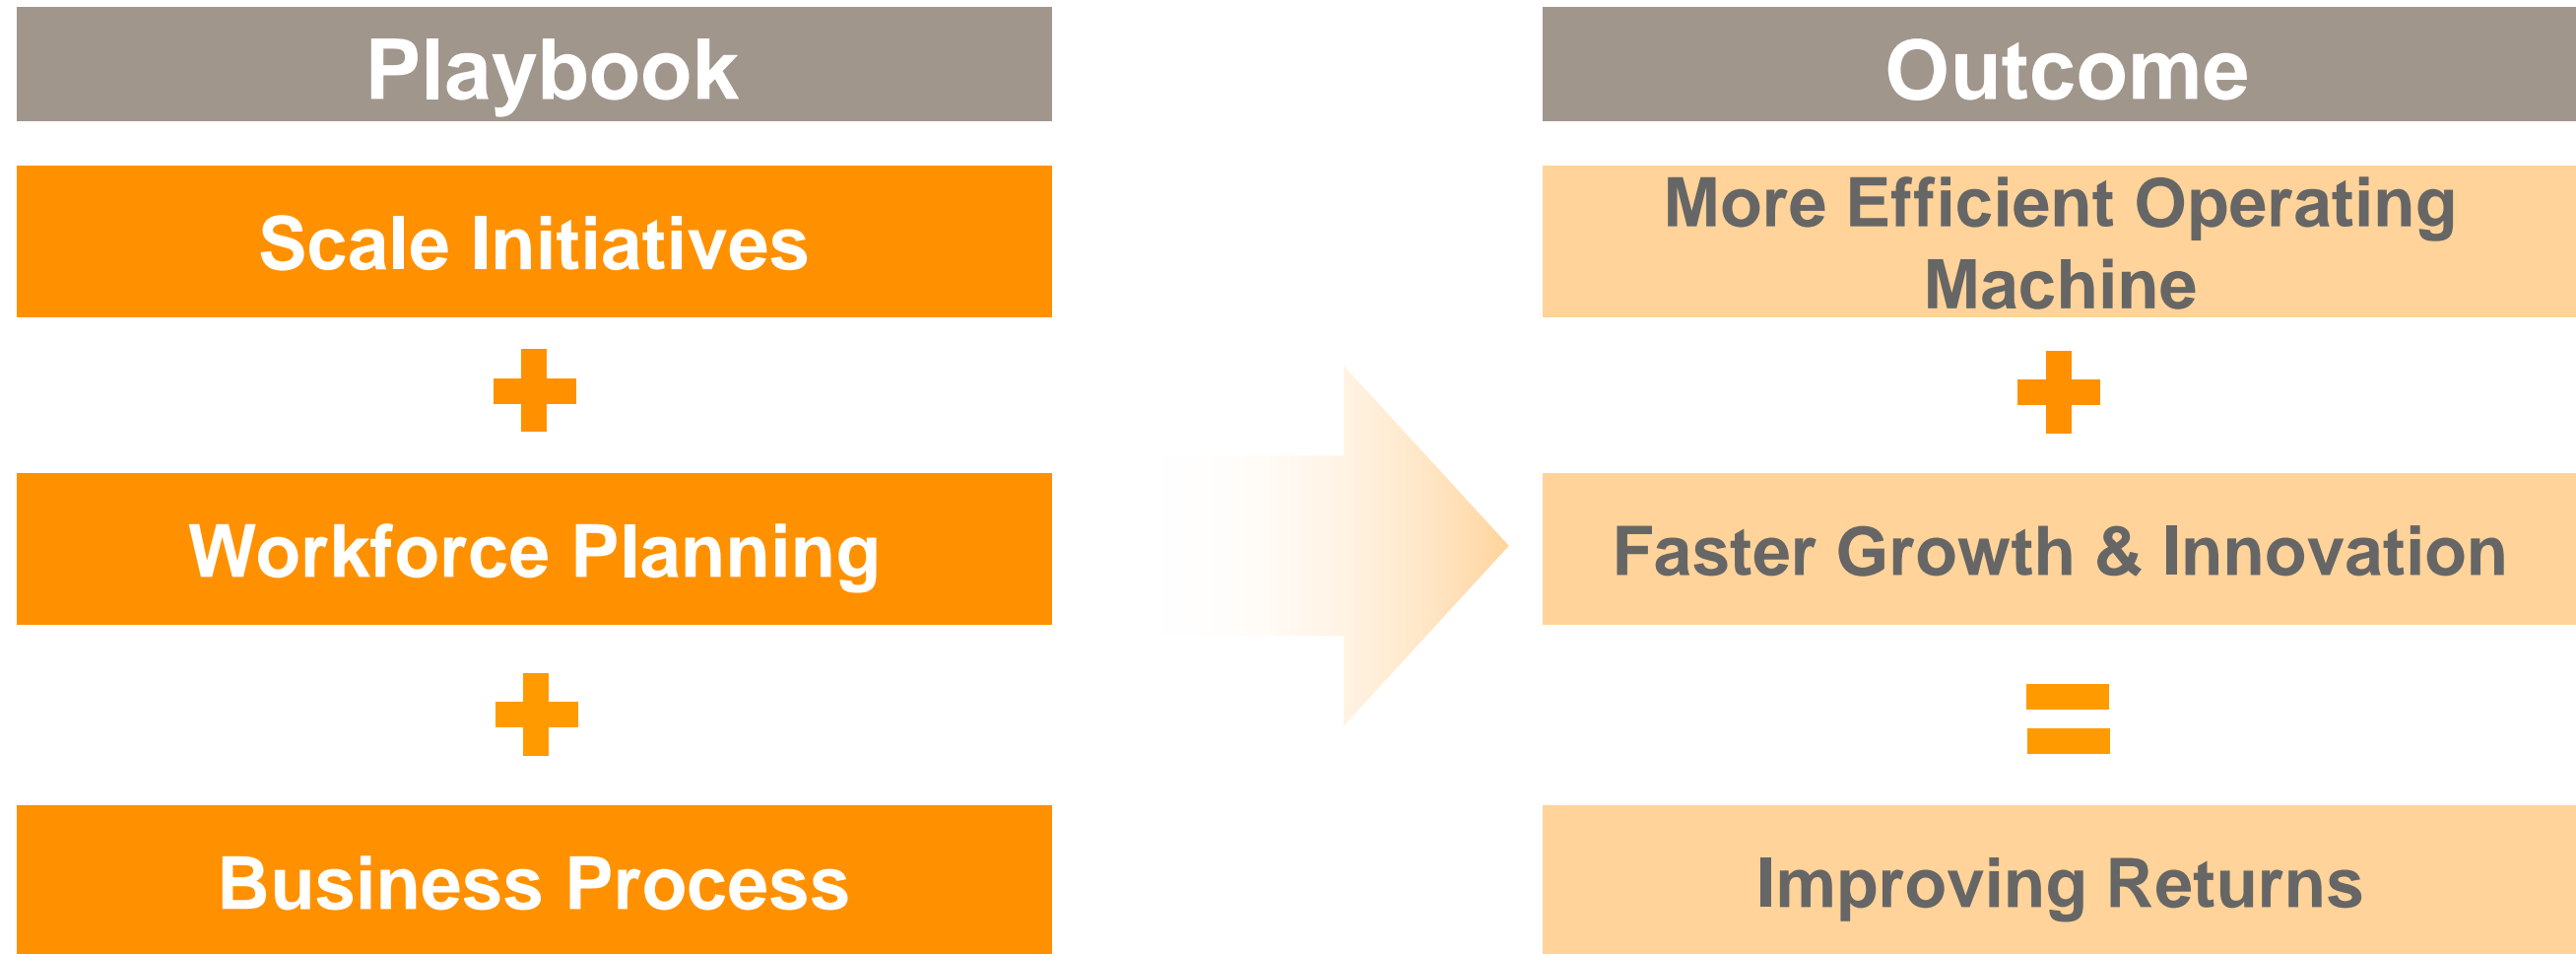 Playbook
Scale Initiatives
Workforce Planning
Business Process
Outcome
More Efficient Operating
Machine
Faster Growth & Innovation
Improving Returns